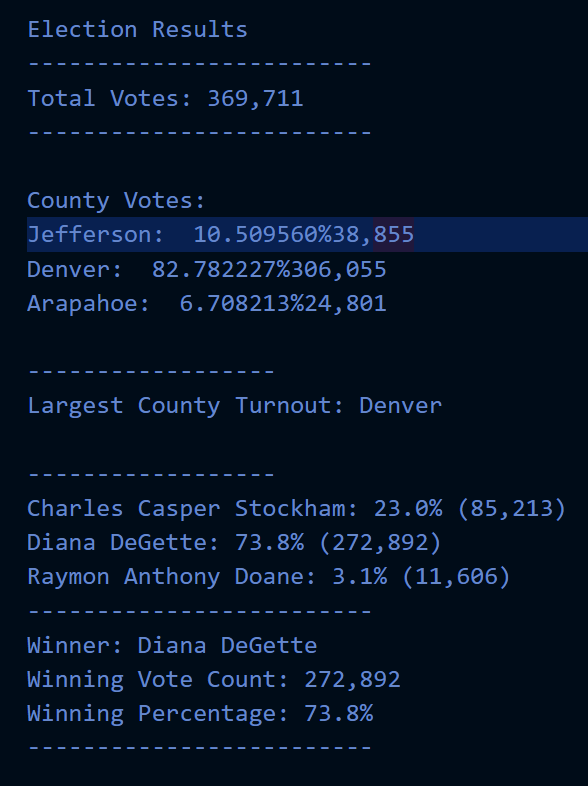 Election Results
-------------------------
Total Votes: 369,711
-------------------------
County Votes:
Jefferson:  10.509560%38,855
Denver:  82.782227%306,055
Arapahoe:  6.708213%24,801
------------------
Largest County Turnout: Denver
------------------
Charles Casper Stockham: 23.0% (85,213)
Diana DeGette: 73.8% (272,892)
Raymon Anthony Doane: 3.1% (11,606)
-------------------------
Winner: Diana DeGette
Winning Vote Count: 272,892
Winning Percentage: 73.8%
-------------------------